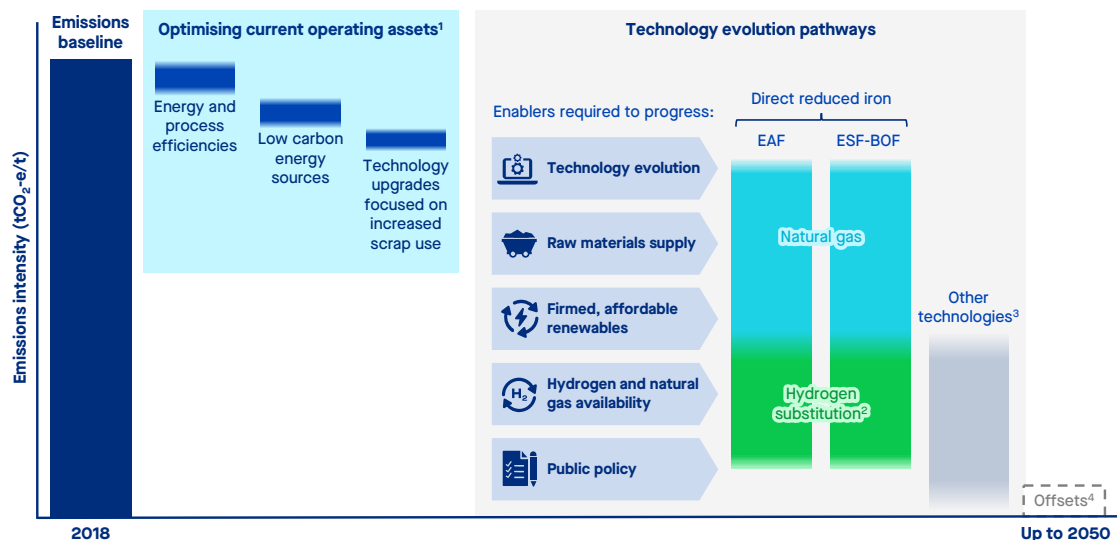 Emissions
baseline
Optimising current operating assets¹
Technology evolution pathways
Emissions intensity (tCO₂-e/t)
Energy and
process
efficiencies
Low carbon
energy
sources
Technology
upgrades
focused on
increased
scrap use
Enablers required to progress:
Technology evolution
Raw materials supply
Firmed, affordable
renewables
H₂
Hydrogen and natural
gas availability
Public policy
Direct reduced iron
EAF
ESF-BOF
Natural gas
Hydrogen
substitution²
Other
technologies³
Offsets⁴
2018
Up to 2050